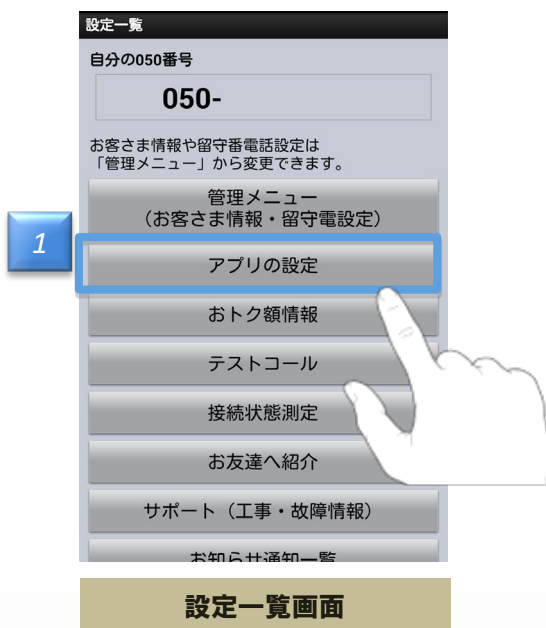 設定一覧
自分の050番号
050-
お客さま情報や留守番電話設定は
「管理メニュー」から変更できます。
管理メニュー
（お客さま情報・留守電設定）
1
アプリの設定
おトク額情報
テストコール
接続状態測定
お友達へ紹介
サポート（工事・故障情報）
お知らせ通知一覧
設定一覧画面